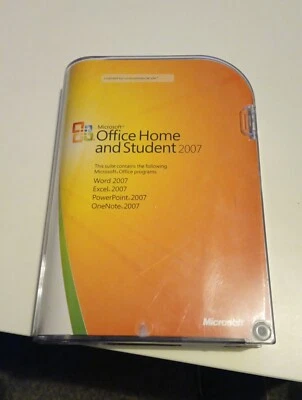 Microsoft®
Office Home
and Student 2007
This suite contains the following
Microsoft® Office programs:
Word 2007
Excel® 2007
PowerPoint® 2007
OneNote® 2007
Microsoft®